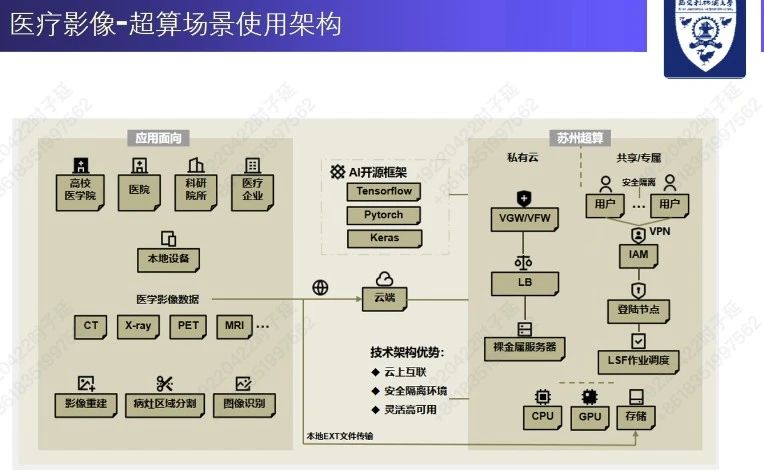 医疗影像-超算场景使用架构
应用面向
高校
医学院
医院
科研
院所
医疗
企业
本地设备
医学影像数据
CT
X-ray
PET
MRI
...
影像重建
病灶区域分割
图像识别
AI开源框架
Tensorflow
Pytorch
Keras
云端
技术架构优势：
◆ 云上互联
◆ 安全隔离环境
◆ 灵活高可用
本地EXT文件传输
苏州超算
私有云
共享/专属
安全隔离
用户
...
用户
VGW/VFW
VPN
IAM
LB
登陆节点
裸金属服务器
LSF作业调度
CPU
GPU
存储